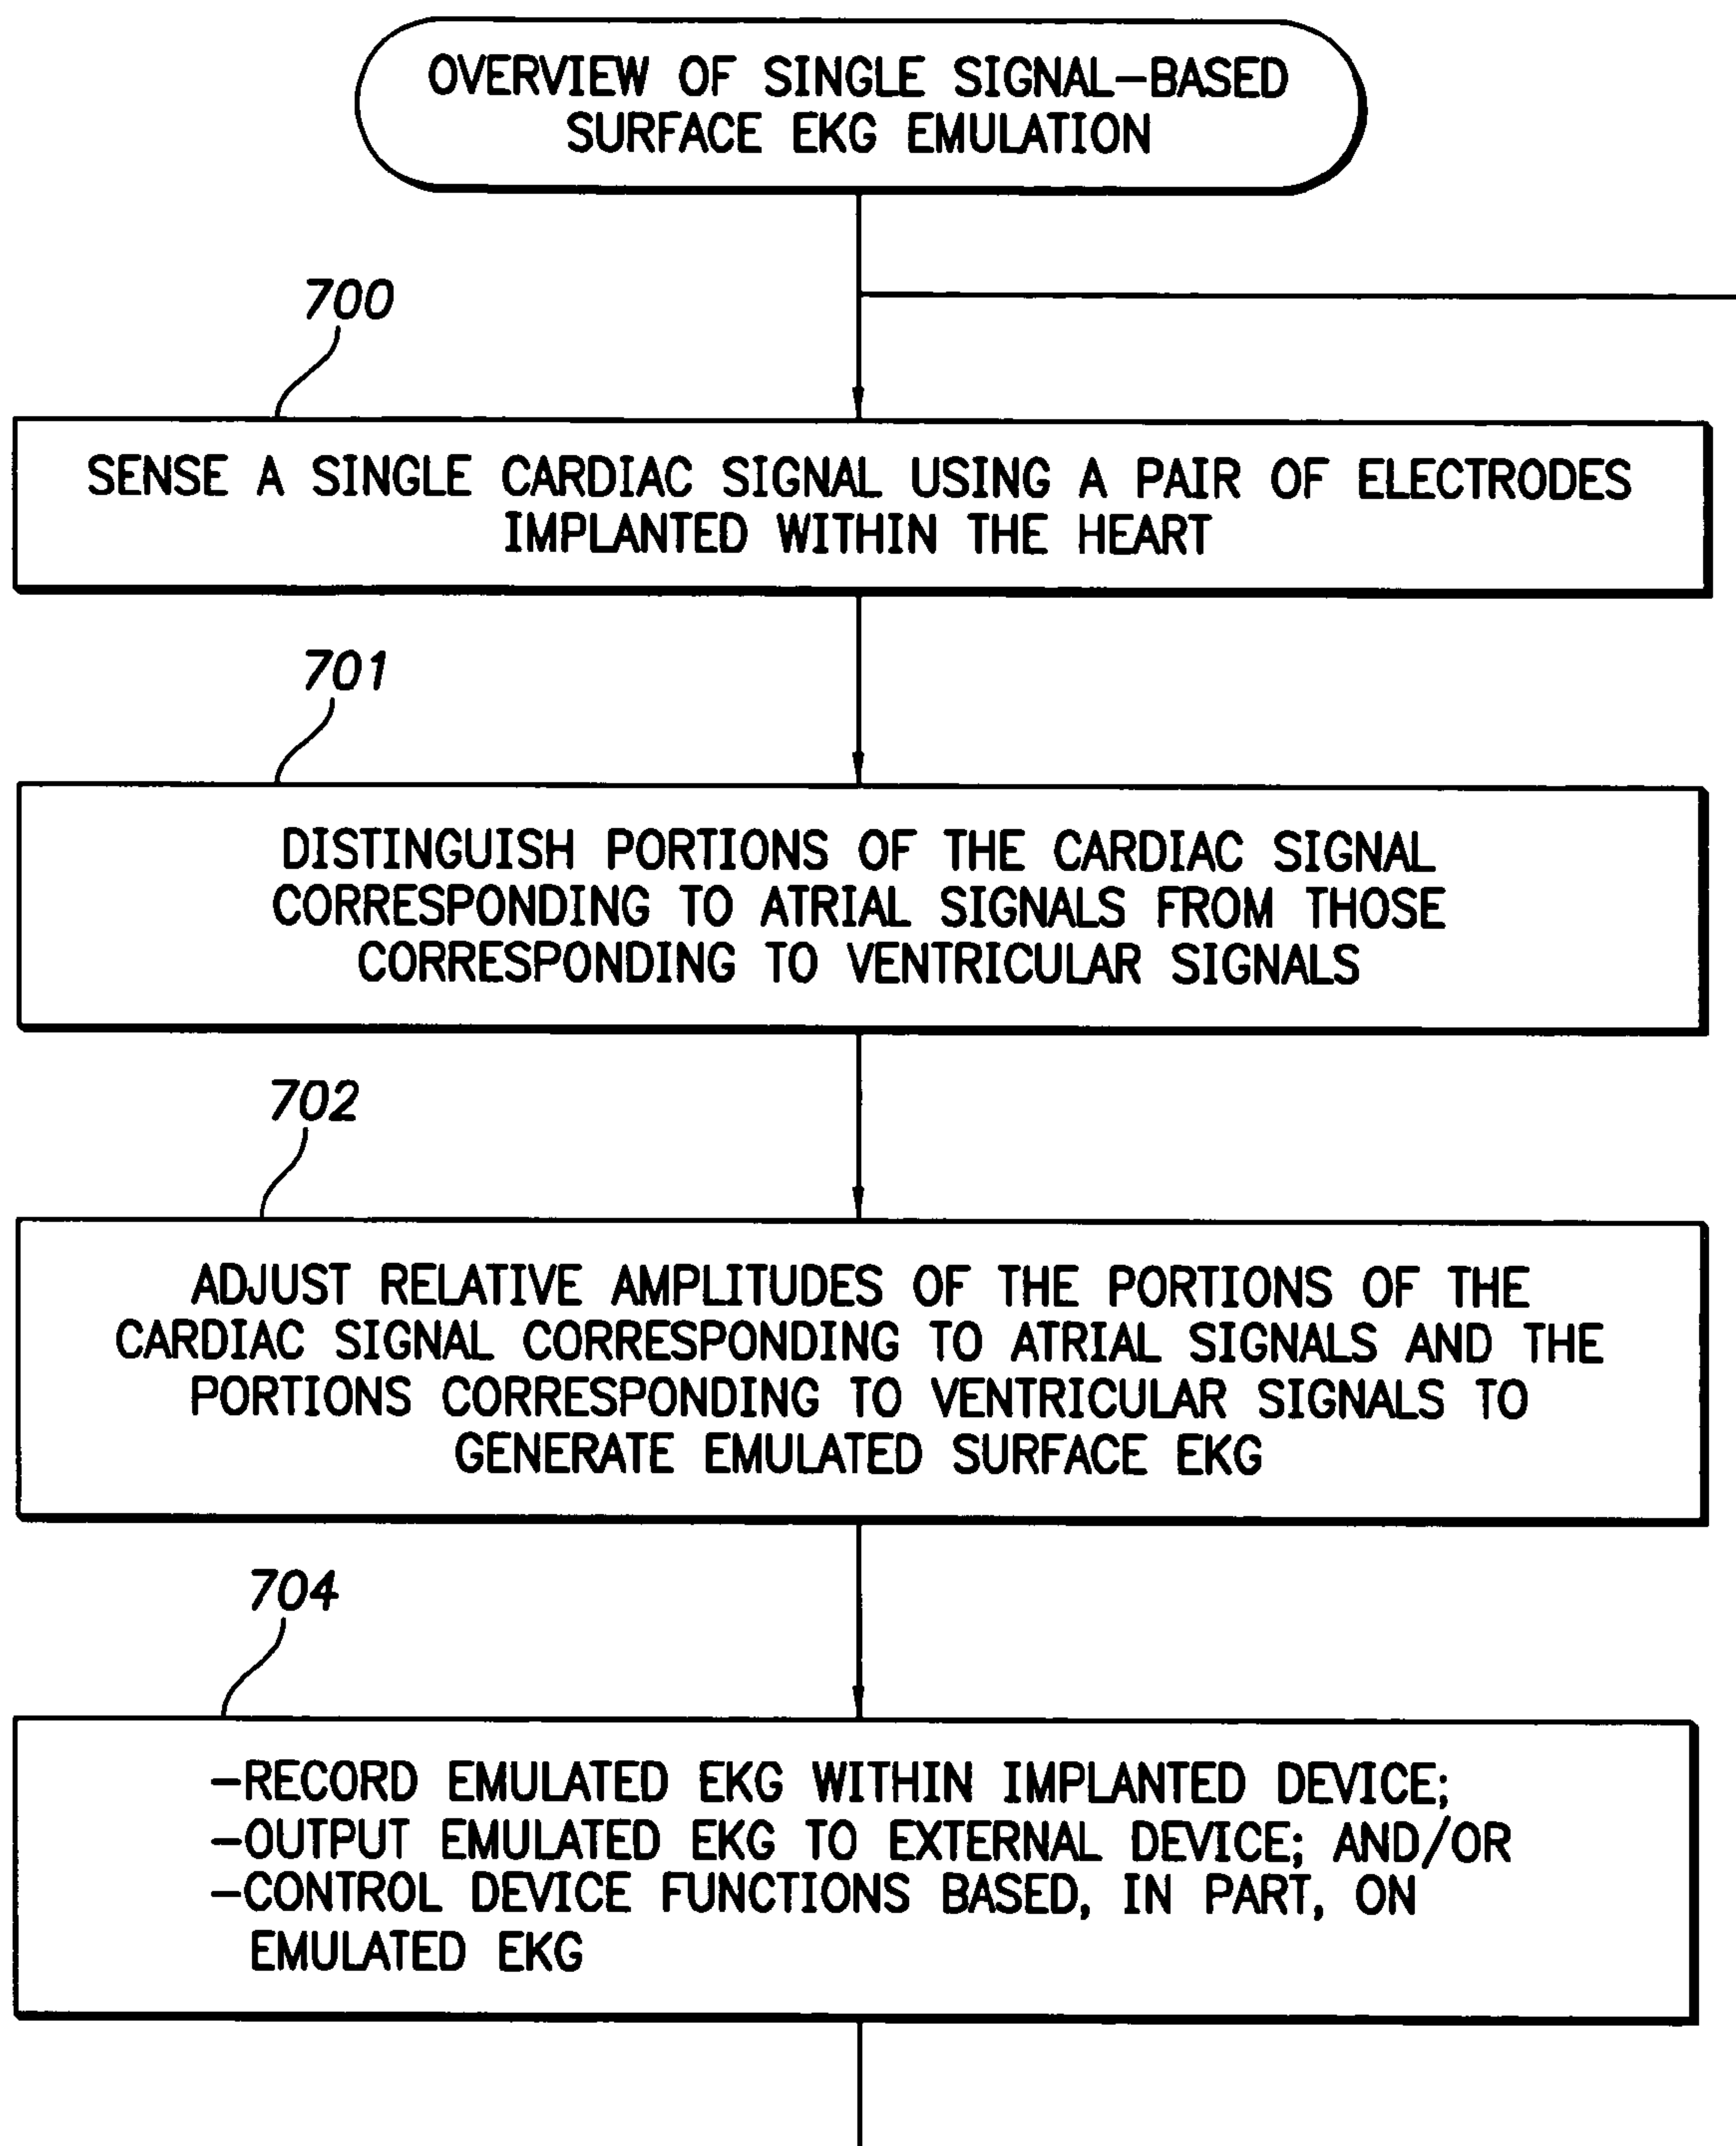 OVERVIEW OF SINGLE SIGNAL-BASED
SURFACE EKG EMULATION
700
SENSE A SINGLE CARDIAC SIGNAL USING A PAIR OF ELECTRODES
IMPLANTED WITHIN THE HEART
701
DISTINGUISH PORTIONS OF THE CARDIAC SIGNAL
CORRESPONDING TO ATRIAL SIGNALS FROM THOSE
CORRESPONDING TO VENTRICULAR SIGNALS
702
ADJUST RELATIVE AMPLITUDES OF THE PORTIONS OF THE
CARDIAC SIGNAL CORRESPONDING TO ATRIAL SIGNALS AND THE
PORTIONS CORRESPONDING TO VENTRICULAR SIGNALS TO
GENERATE EMULATED SURFACE EKG
704
-RECORD EMULATED EKG WITHIN IMPLANTED DEVICE;
-OUTPUT EMULATED EKG TO EXTERNAL DEVICE; AND/OR
-CONTROL DEVICE FUNCTIONS BASED, IN PART, ON
EMULATED EKG